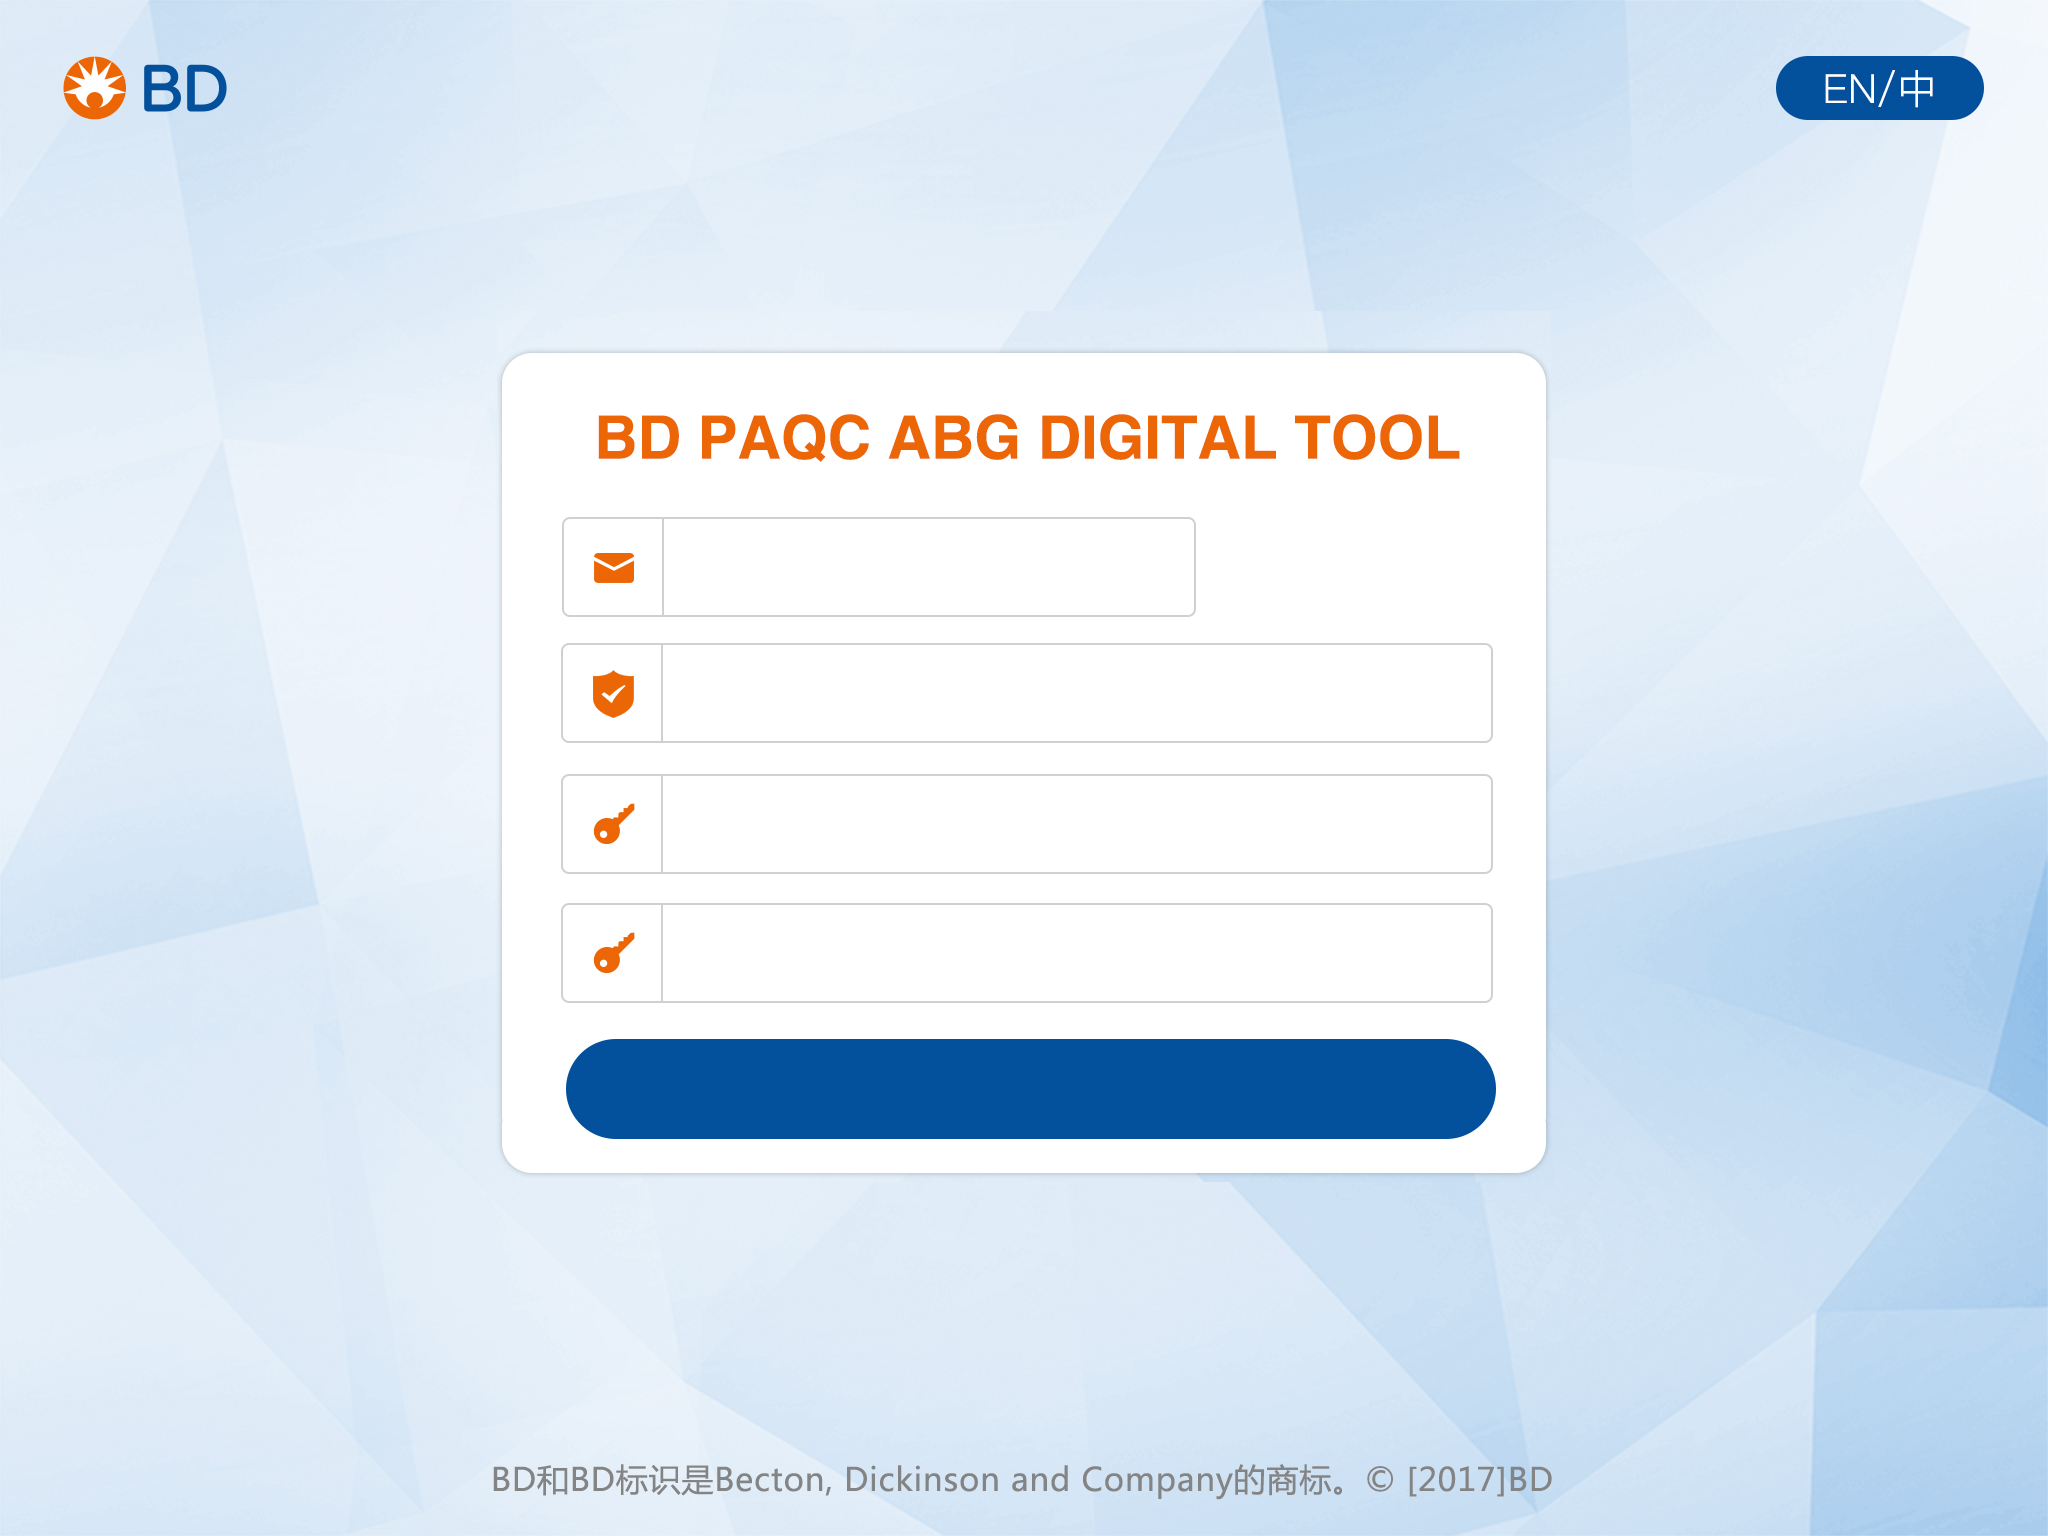 BD
EN/中
BD PAQC ABG DIGITAL TOOL
BD和BD标识是Becton, Dickinson and Company的商标。© [2017]BD